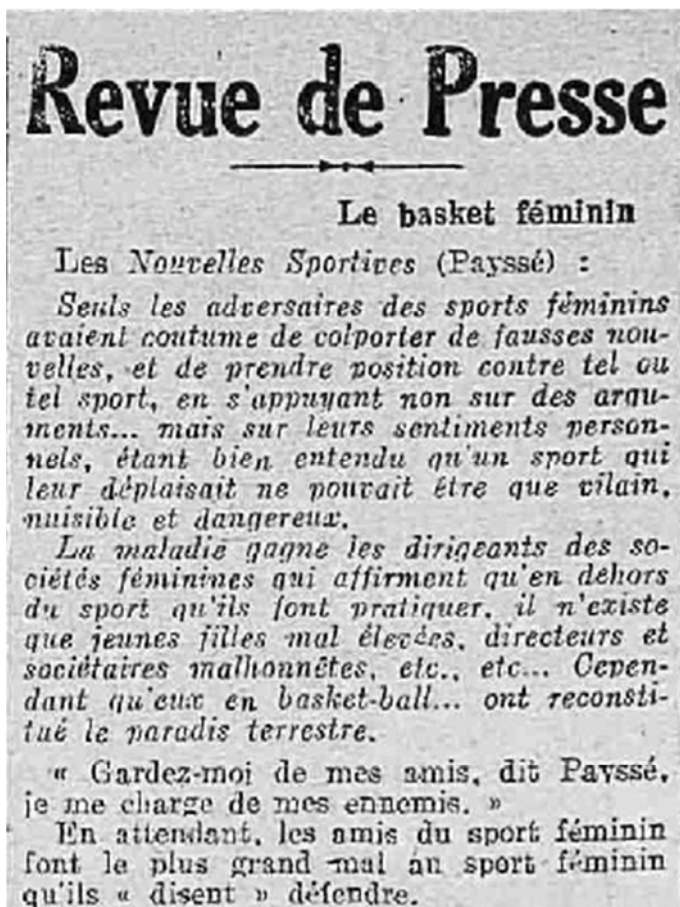 Revue de Presse
Le basket féminin
Les Nouvelles Sportives (Payssé) :
Seuls les adversaires des sports féminins
avaient coutume de colporter de fausses nou-
velles, et de prendre position contre tel ou
tel sport, en s'appuyant non sur des argu-
ments... mais sur leurs sentiments person-
nels, étant bien entendu qu'un sport qui
leur déplaisait ne pouvait être que vilain,
nuisible et dangereux.
La maladie gagne les dirigeants des so-
ciétés féminines qui affirment qu'en dehors
du sport qu'ils font pratiquer, il n'existe
que jeunes filles mal élevées, directeurs et
sociétaires malhonnêtes, etc., etc... Cepen-
dant qu'eux en basket-ball... ont reconsti-
tué le paradis terrestre.
« Gardez-moi de mes amis, dit Payssé,
je me charge de mes ennemis. »
En attendant, les amis du sport féminin
font le plus grand mal au sport féminin
qu'ils « disent » défendre.